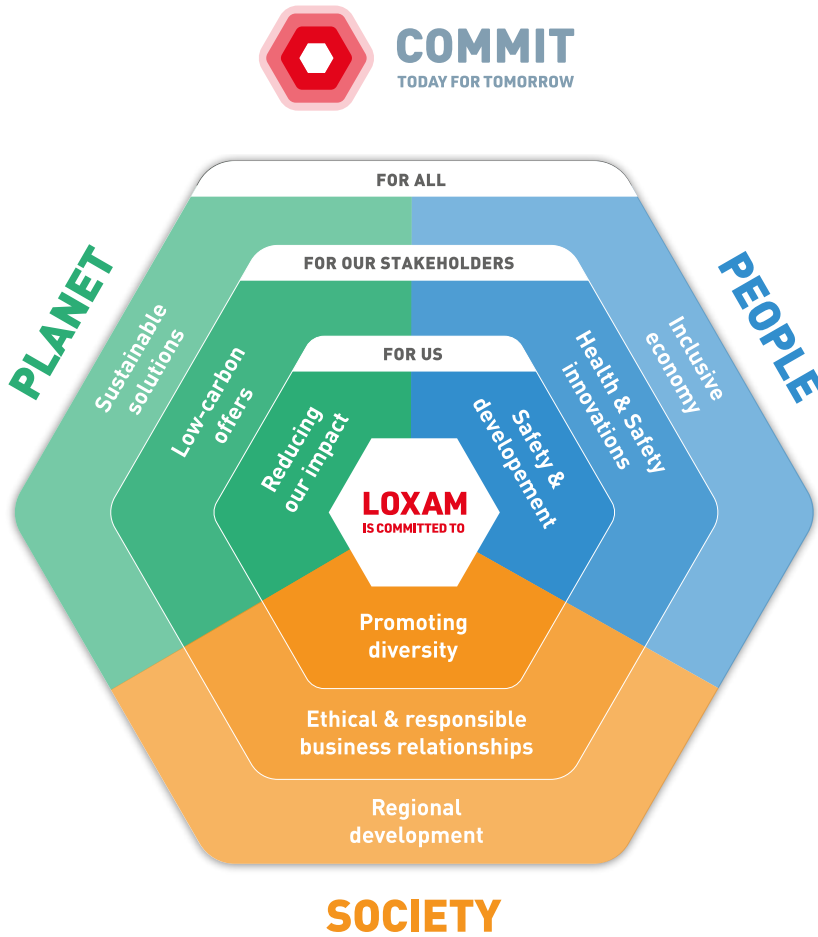 COMMIT
TODAY FOR TOMORROW
FOR ALL
FOR OUR STAKEHOLDERS
FOR US
PLANET
PEOPLE
Sustainable
solutions
Low-carbon
offers
Reducing
our impact
Safety &
developement
Health & Safety
innovations
Inclusive
economy
LOXAM
IS COMMITTED TO
Promoting
diversity
Ethical & responsible
business relationships
Regional
development
SOCIETY